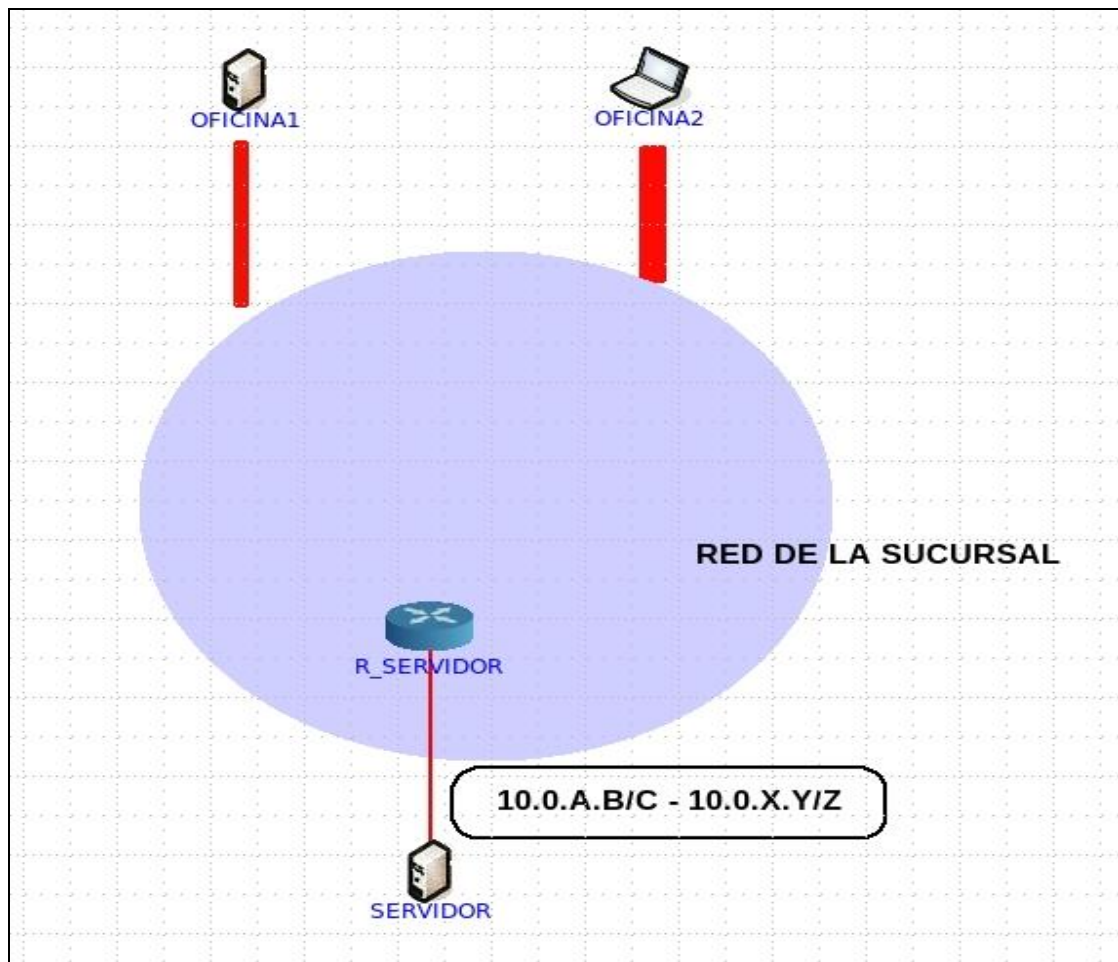 OFICINA1
OFICINA2
RED DE LA SUCURSAL
R_SERVIDOR
10.0.A.B/C - 10.0.X.Y/Z
SERVIDOR